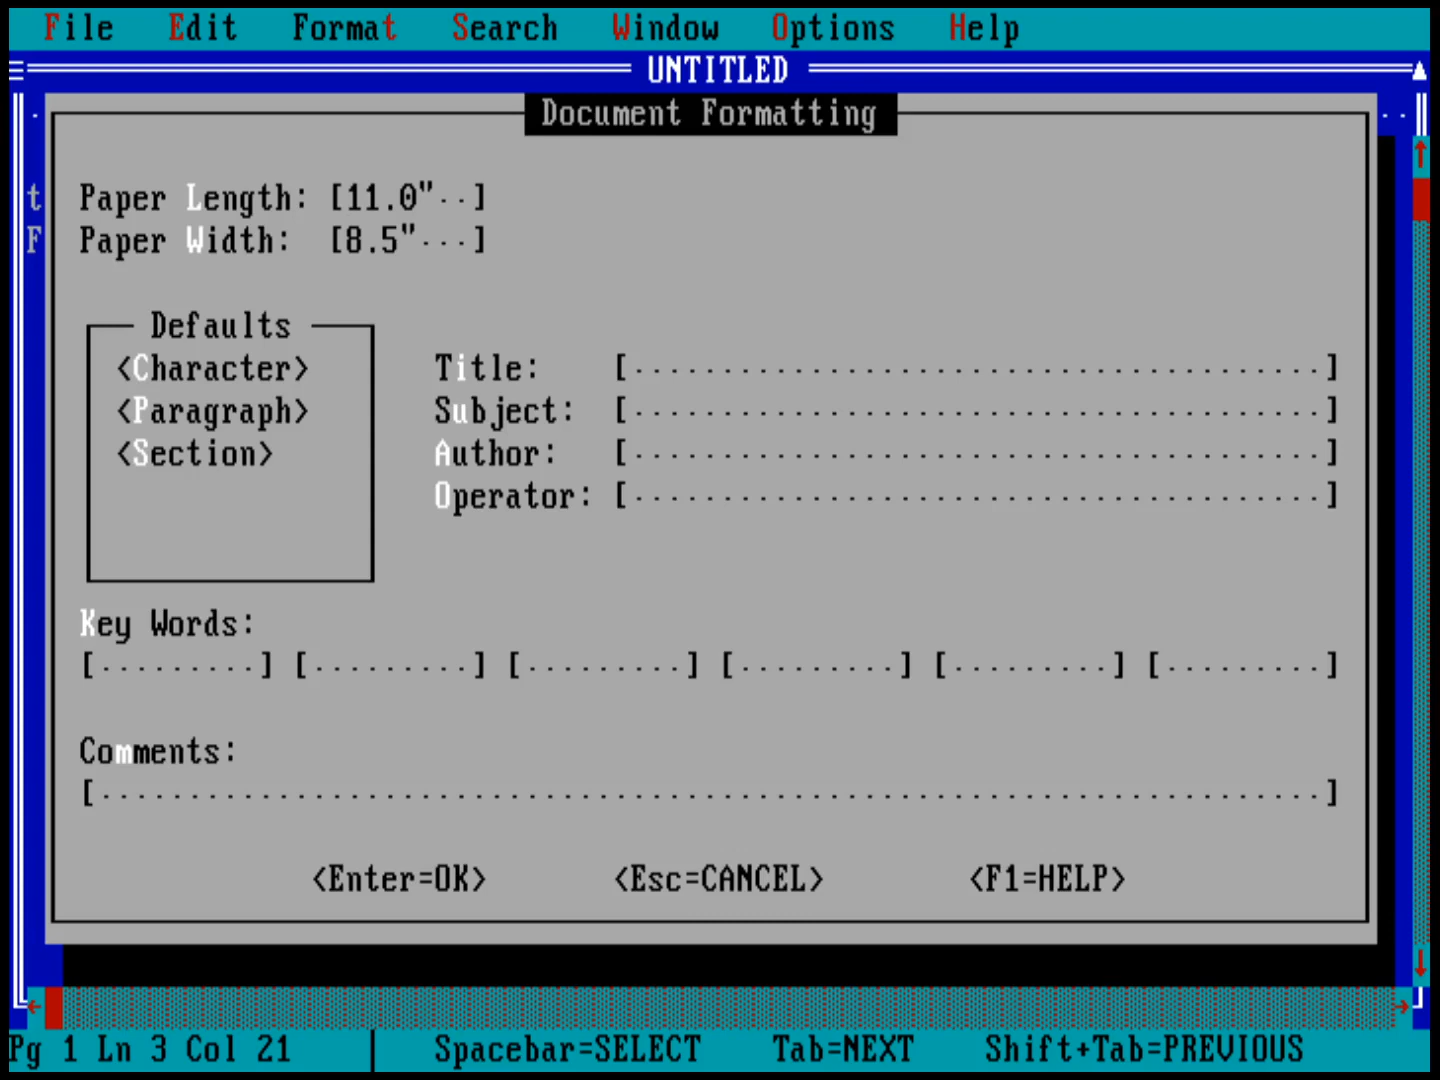 File Edit Format Search Window Options Help
UNTITLED
Document Formatting
t Paper Length: [11.0"··]
F Paper Width: [8.5"···]
Defaults
<Character> Title: [·······································]
<Paragraph> Subject: [·······································]
<Section> Author: [·······································]
Operator: [·······································]
Key Words:
[·········] [·········] [·········] [·········] [·········] [·········]
Comments:
[·····································································]
<Enter=OK> <Esc=CANCEL> <F1=HELP>
Pg 1 Ln 3 Col 21 Spacebar=SELECT Tab=NEXT Shift+Tab=PREVIOUS